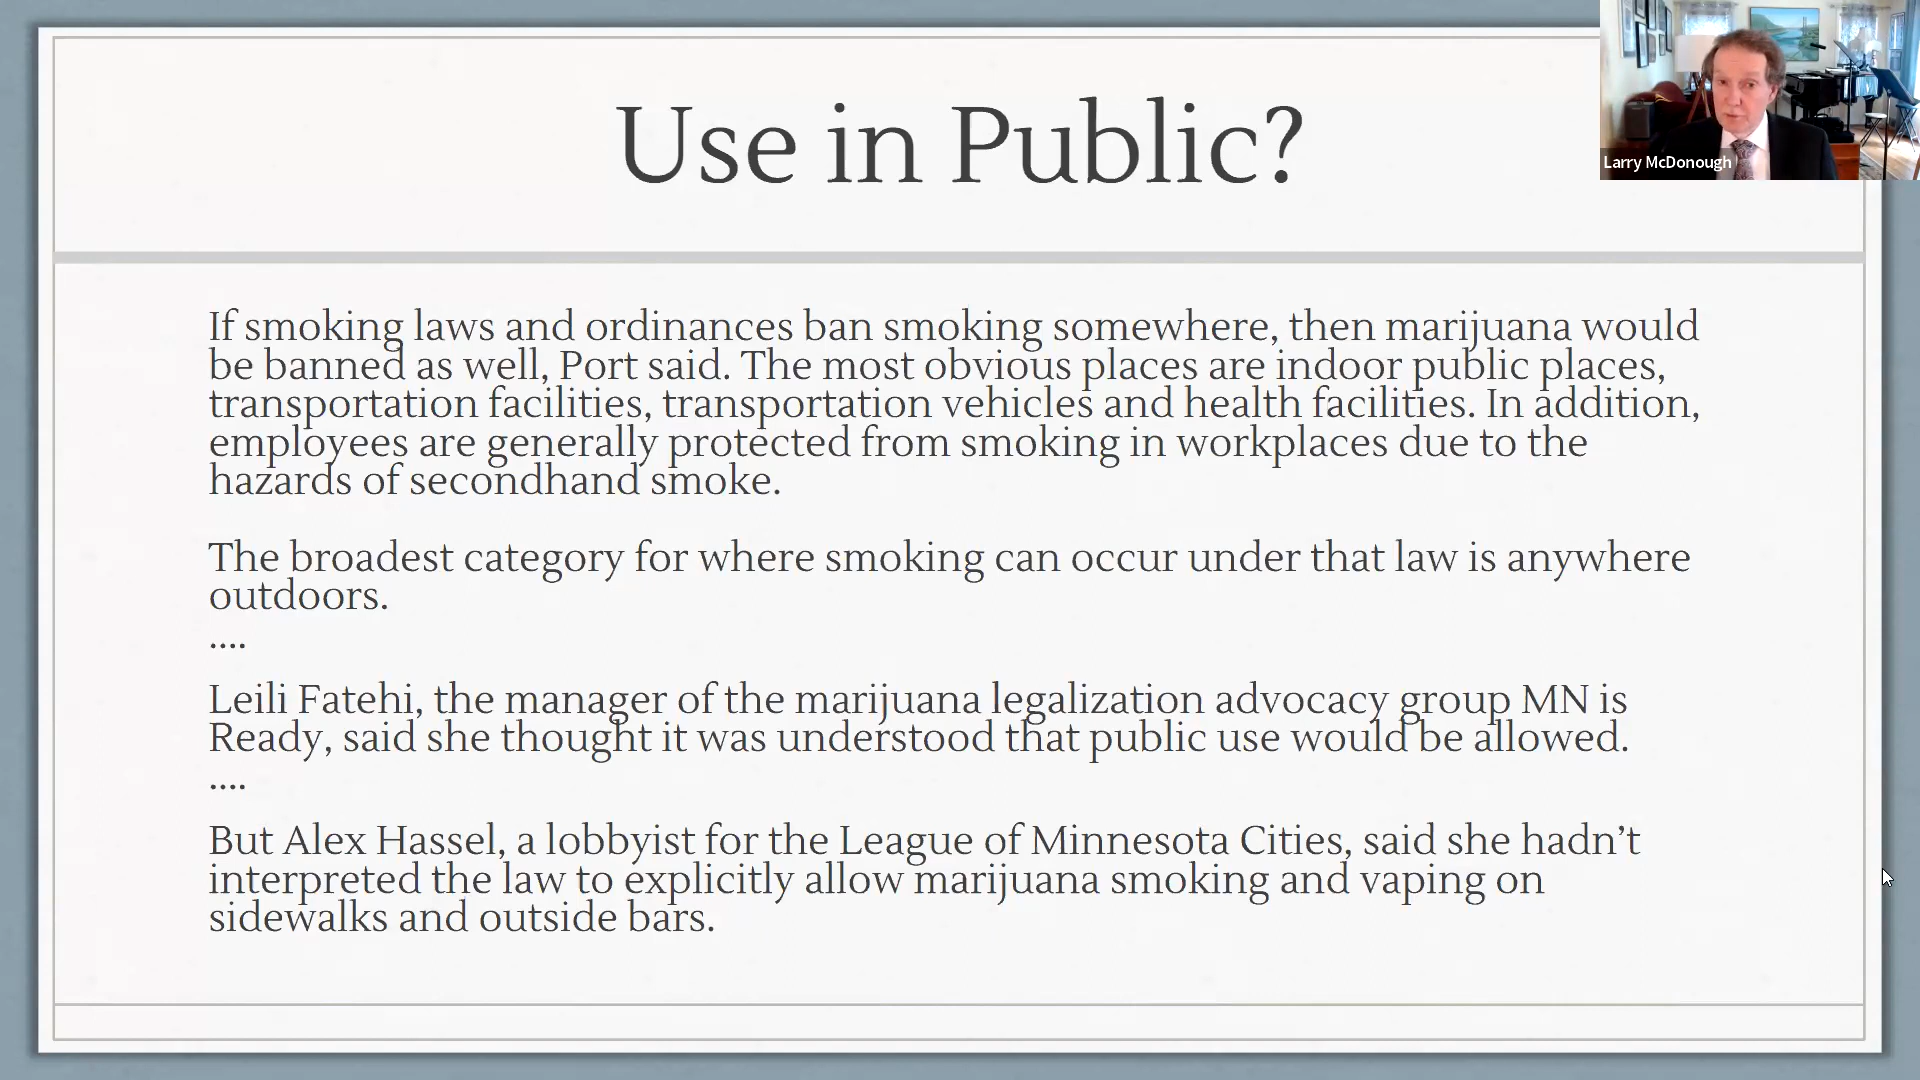 Use in Public?
Larry McDonough
If smoking laws and ordinances ban smoking somewhere, then marijuana would
be banned as well, Port said. The most obvious places are indoor public places,
transportation facilities, transportation vehicles and health facilities. In addition,
employees are generally protected from smoking in workplaces due to the
hazards of secondhand smoke.
The broadest category for where smoking can occur under that law is anywhere
outdoors.
....
Leili Fatehi, the manager of the marijuana legalization advocacy group MN is
Ready, said she thought it was understood that public use would be allowed.
....
But Alex Hassel, a lobbyist for the League of Minnesota Cities, said she hadn’t
interpreted the law to explicitly allow marijuana smoking and vaping on
sidewalks and outside bars.